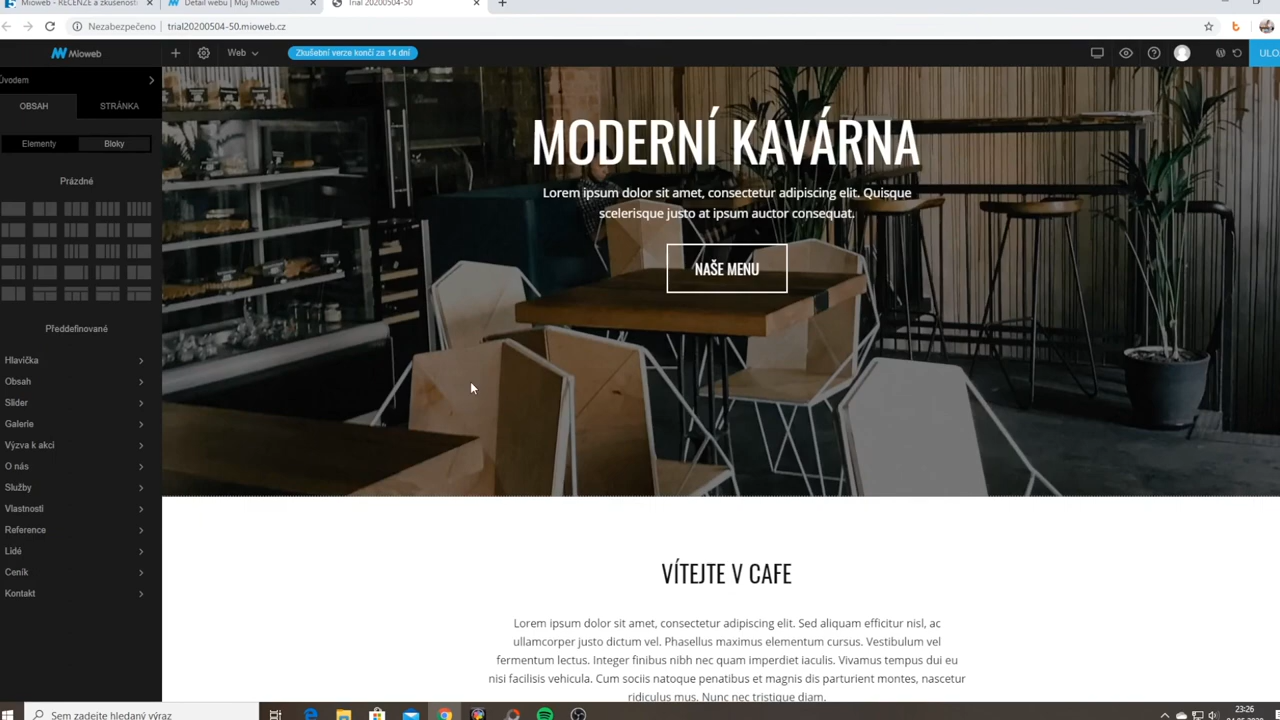 Mioweb - RECENZE a zkušenost
Detail webu | Můj Mioweb
Trial 20200504-50
Nezabezpečeno
trial20200504-50.mioweb.cz
Mioweb
Web
Zkušební verze končí za 14 dní
ULO
Úvodem
OBSAH
STRÁNKA
Elementy
Bloky
Prázdné
Předdefinované
Hlavička
Obsah
Slider
Galerie
Výzva k akci
O nás
Služby
Vlastnosti
Reference
Lidé
Ceník
Kontakt
MODERNÍ KAVÁRNA
Lorem ipsum dolor sit amet, consectetur adipiscing elit. Quisque
scelerisque justo at ipsum auctor consequat.
NAŠE MENU
VÍTEJTE V CAFE
Lorem ipsum dolor sit amet, consectetur adipiscing elit. Sed aliquam efficitur nisl, ac
ullamcorper justo dictum vel. Phasellus maximus elementum cursus. Vestibulum vel
fermentum lectus. Integer finibus nibh nec quam imperdiet iaculis. Vivamus tempus dui eu
nisi facilisis vehicula. Cum sociis natoque penatibus et magnis dis parturient montes, nascetur
ridiculus mus. Nunc nec tristique diam.
Sem zadejte hledaný výraz
23:26